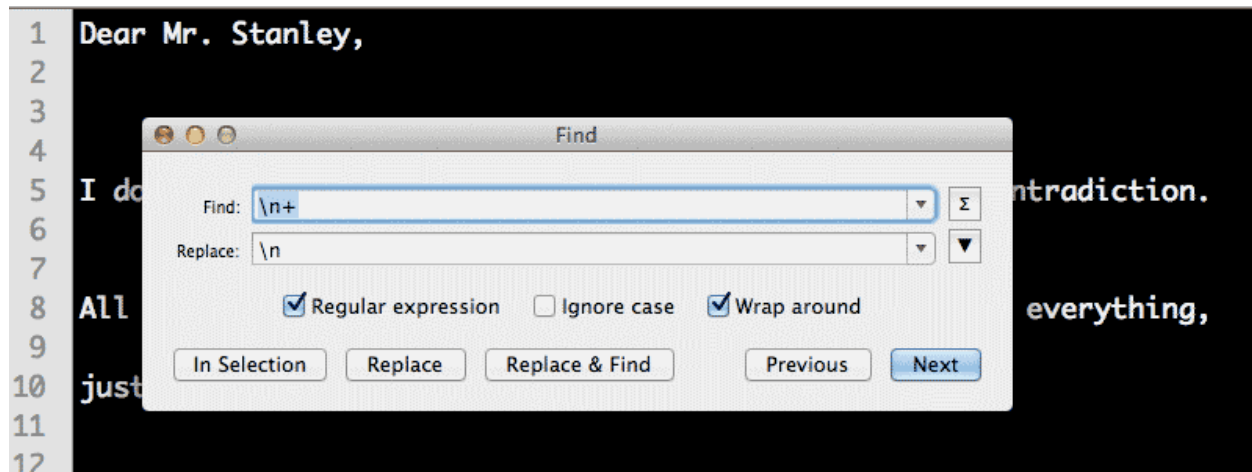 1 Dear Mr. Stanley,
2
3
Find
4
5 I do ntradiction.
Find: \n+ Σ
6
Replace: \n
7
8 All Regular expression Ignore case Wrap around everything,
9
In Selection Replace Replace & Find Previous Next
10 just
11
12